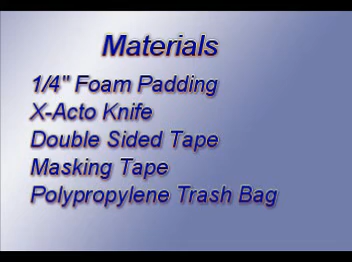 Materials
1/4" Foam Padding
X-Acto Knife
Double Sided Tape
Masking Tape
Polypropylene Trash Bag